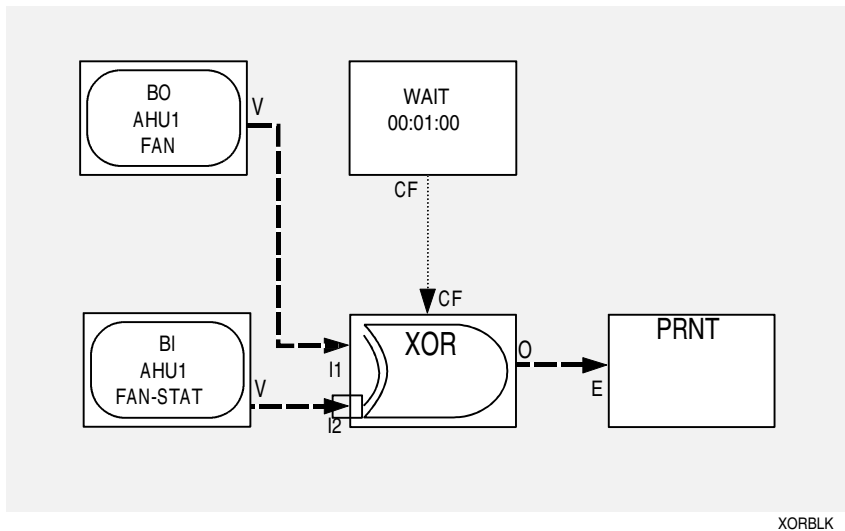 BO
AHU1
FAN
V
WAIT
00:01:00
CF
CF
BI
AHU1
FAN-STAT
V
I1
I2
XOR
O
E
PRNT
XORBLK